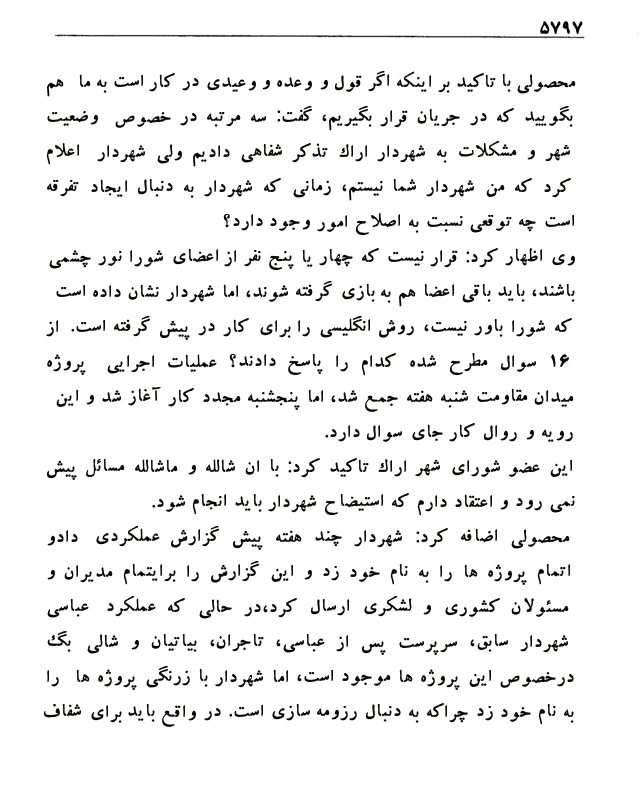 ۵۷۹۷
محصولی با تاکید بر اینکه اگر قول و وعده و وعیدی در کار است به ما هم
بگویید که در جریان قرار بگیریم، گفت: سه مرتبه در خصوص وضعیت
شهر و مشکلات به شهردار اراك تذکر شفاهی دادیم ولی شهردار اعلام
کرد که من شهردار شما نیستم، زمانی که شهردار به دنبال ایجاد تفرقه
است چه توقعی نسبت به اصلاح امور وجود دارد؟
وی اظهار کرد: قرار نیست که چهار یا پنج نفر از اعضای شورا نور چشمی
باشند، باید باقی اعضا هم به بازی گرفته شوند، اما شهردار نشان داده است
که شورا باور نیست، روش انگلیسی را برای کار در پیش گرفته است. از
۱۶ سوال مطرح شده کدام را پاسخ دادند؟ عملیات اجرایی پروژه
میدان مقاومت شنبه هفته جمع شد، اما پنجشنبه مجدد کار آغاز شد و این
رویه و روال کار جای سوال دارد.
این عضو شورای شهر اراك تاکید کرد: با ان شالله و ماشالله مسائل پیش
نمی رود و اعتقاد دارم که استیضاح شهردار باید انجام شود.
محصولی اضافه کرد: شهردار چند هفته پیش گزارش عملکردی دادو
اتمام پروژه ها را به نام خود زد و این گزارش را برایتمام مدیران و
مسئولان کشوری و لشکری ارسال کرد،در حالی که عملکرد عباسی
شهردار سابق، سرپرست پس از عباسی، تاجران، بیاتیان و شالی بگ
درخصوص این پروژه ها موجود است، اما شهردار با زرنگی پروژه ها را
به نام خود زد چراکه به دنبال رزومه سازی است. در واقع باید برای شفاف